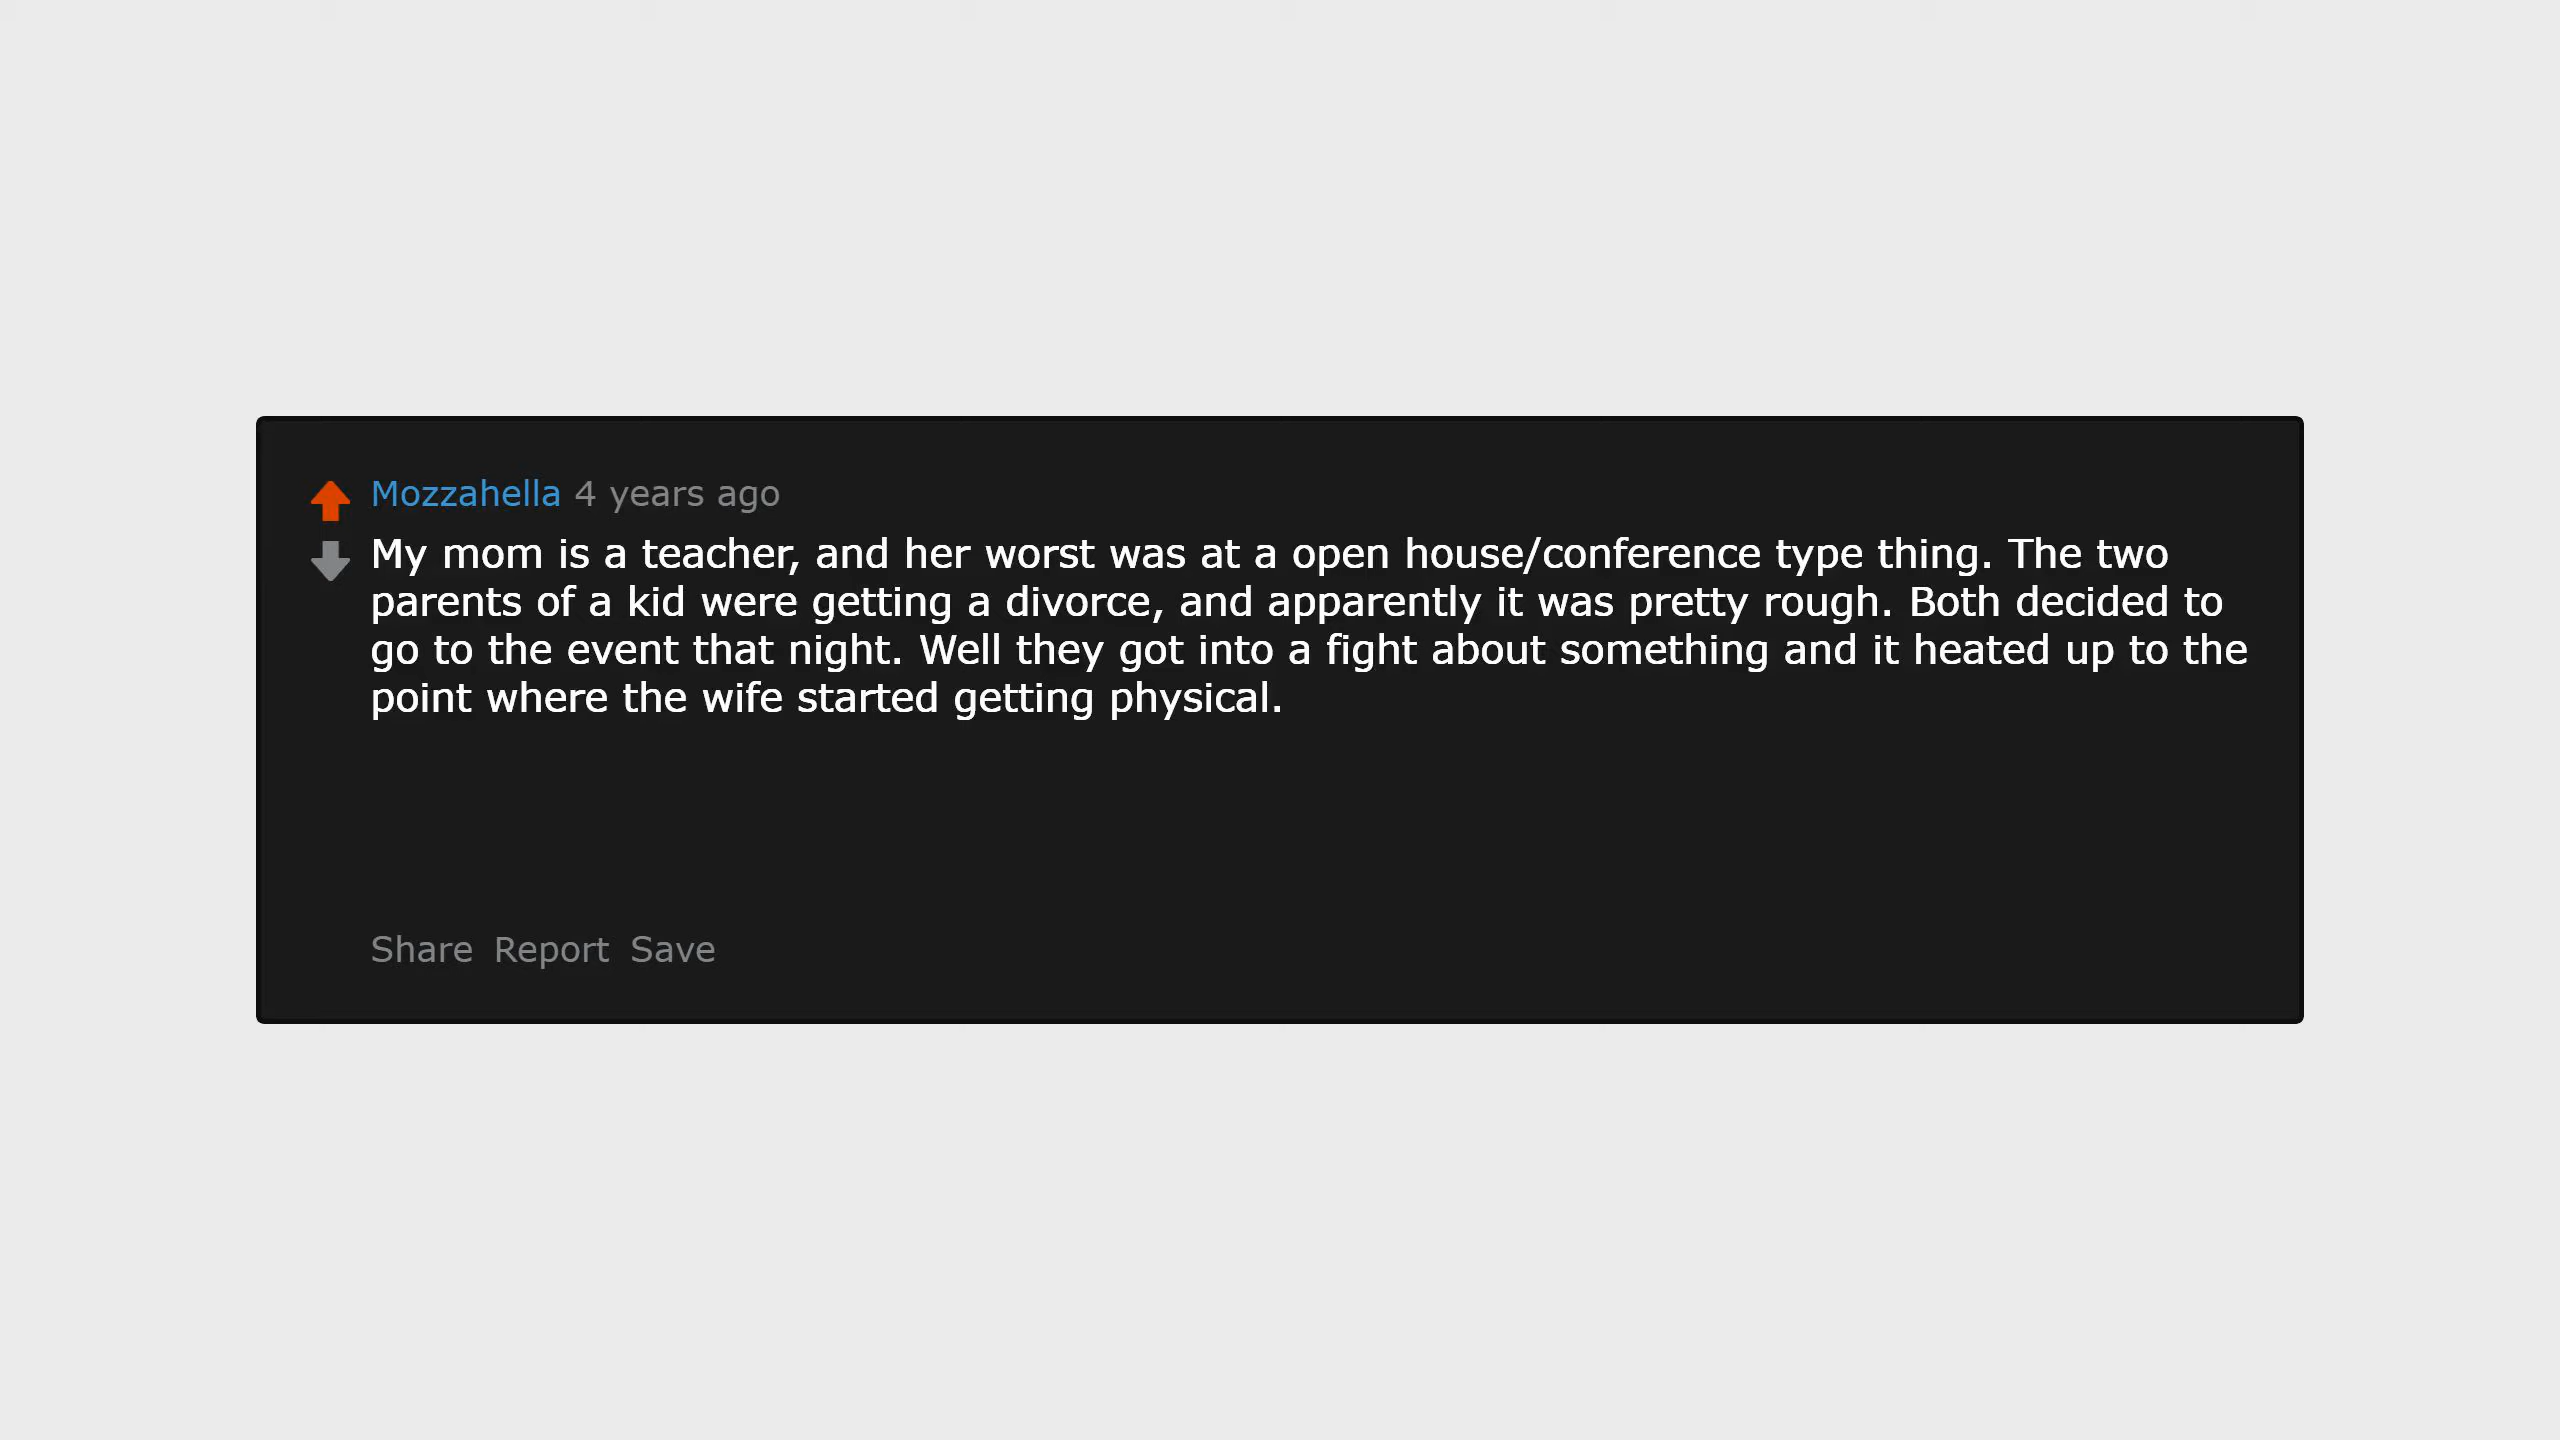 Mozzahella 4 years ago
My mom is a teacher, and her worst was at a open house/conference type thing. The two
parents of a kid were getting a divorce, and apparently it was pretty rough. Both decided to
go to the event that night. Well they got into a fight about something and it heated up to the
point where the wife started getting physical.
Share Report Save